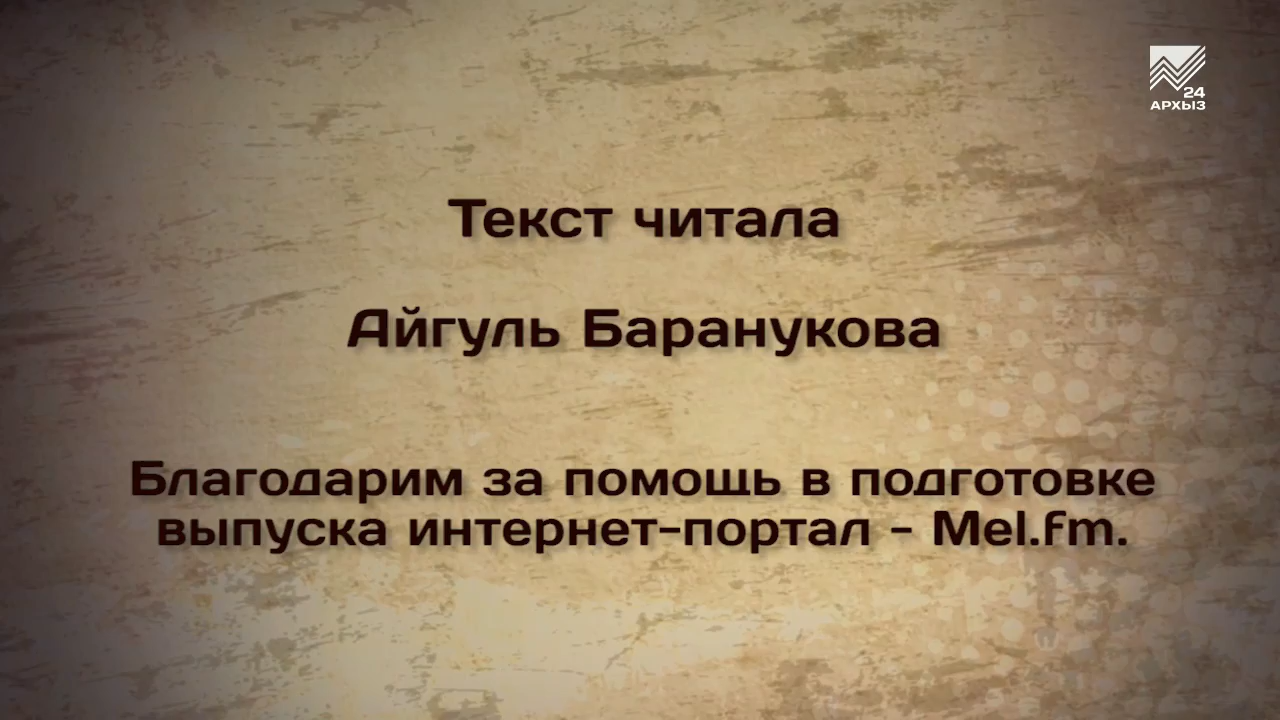 24
АРХЫЗ
Текст читала
Айгуль Баранукова
Благодарим за помощь в подготовке
выпуска интернет-портал - Mel.fm.